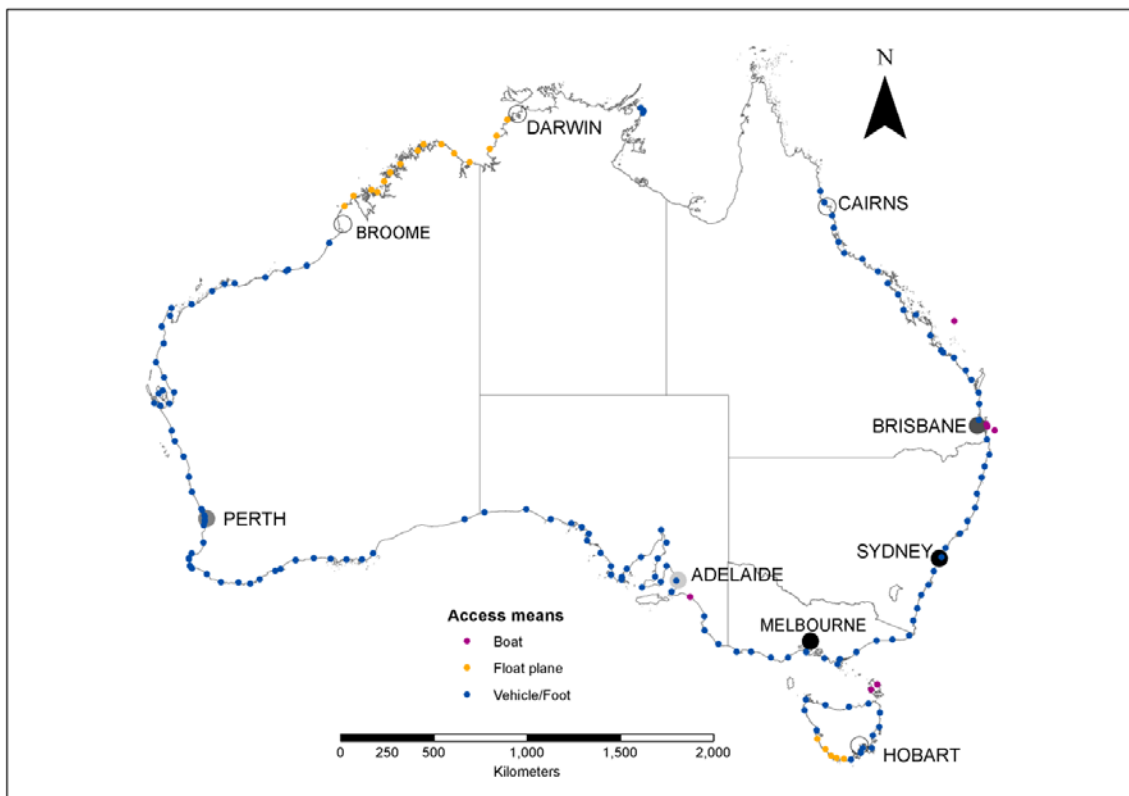 N
DARWIN
CAIRNS
BROOME
BRISBANE
PERTH
SYDNEY
ADELAIDE
Access means
MELBOURNE
Boat
Float plane
Vehicle/Foot
0 250 500 1,000 1,500 2,000
Kilometers
HOBART